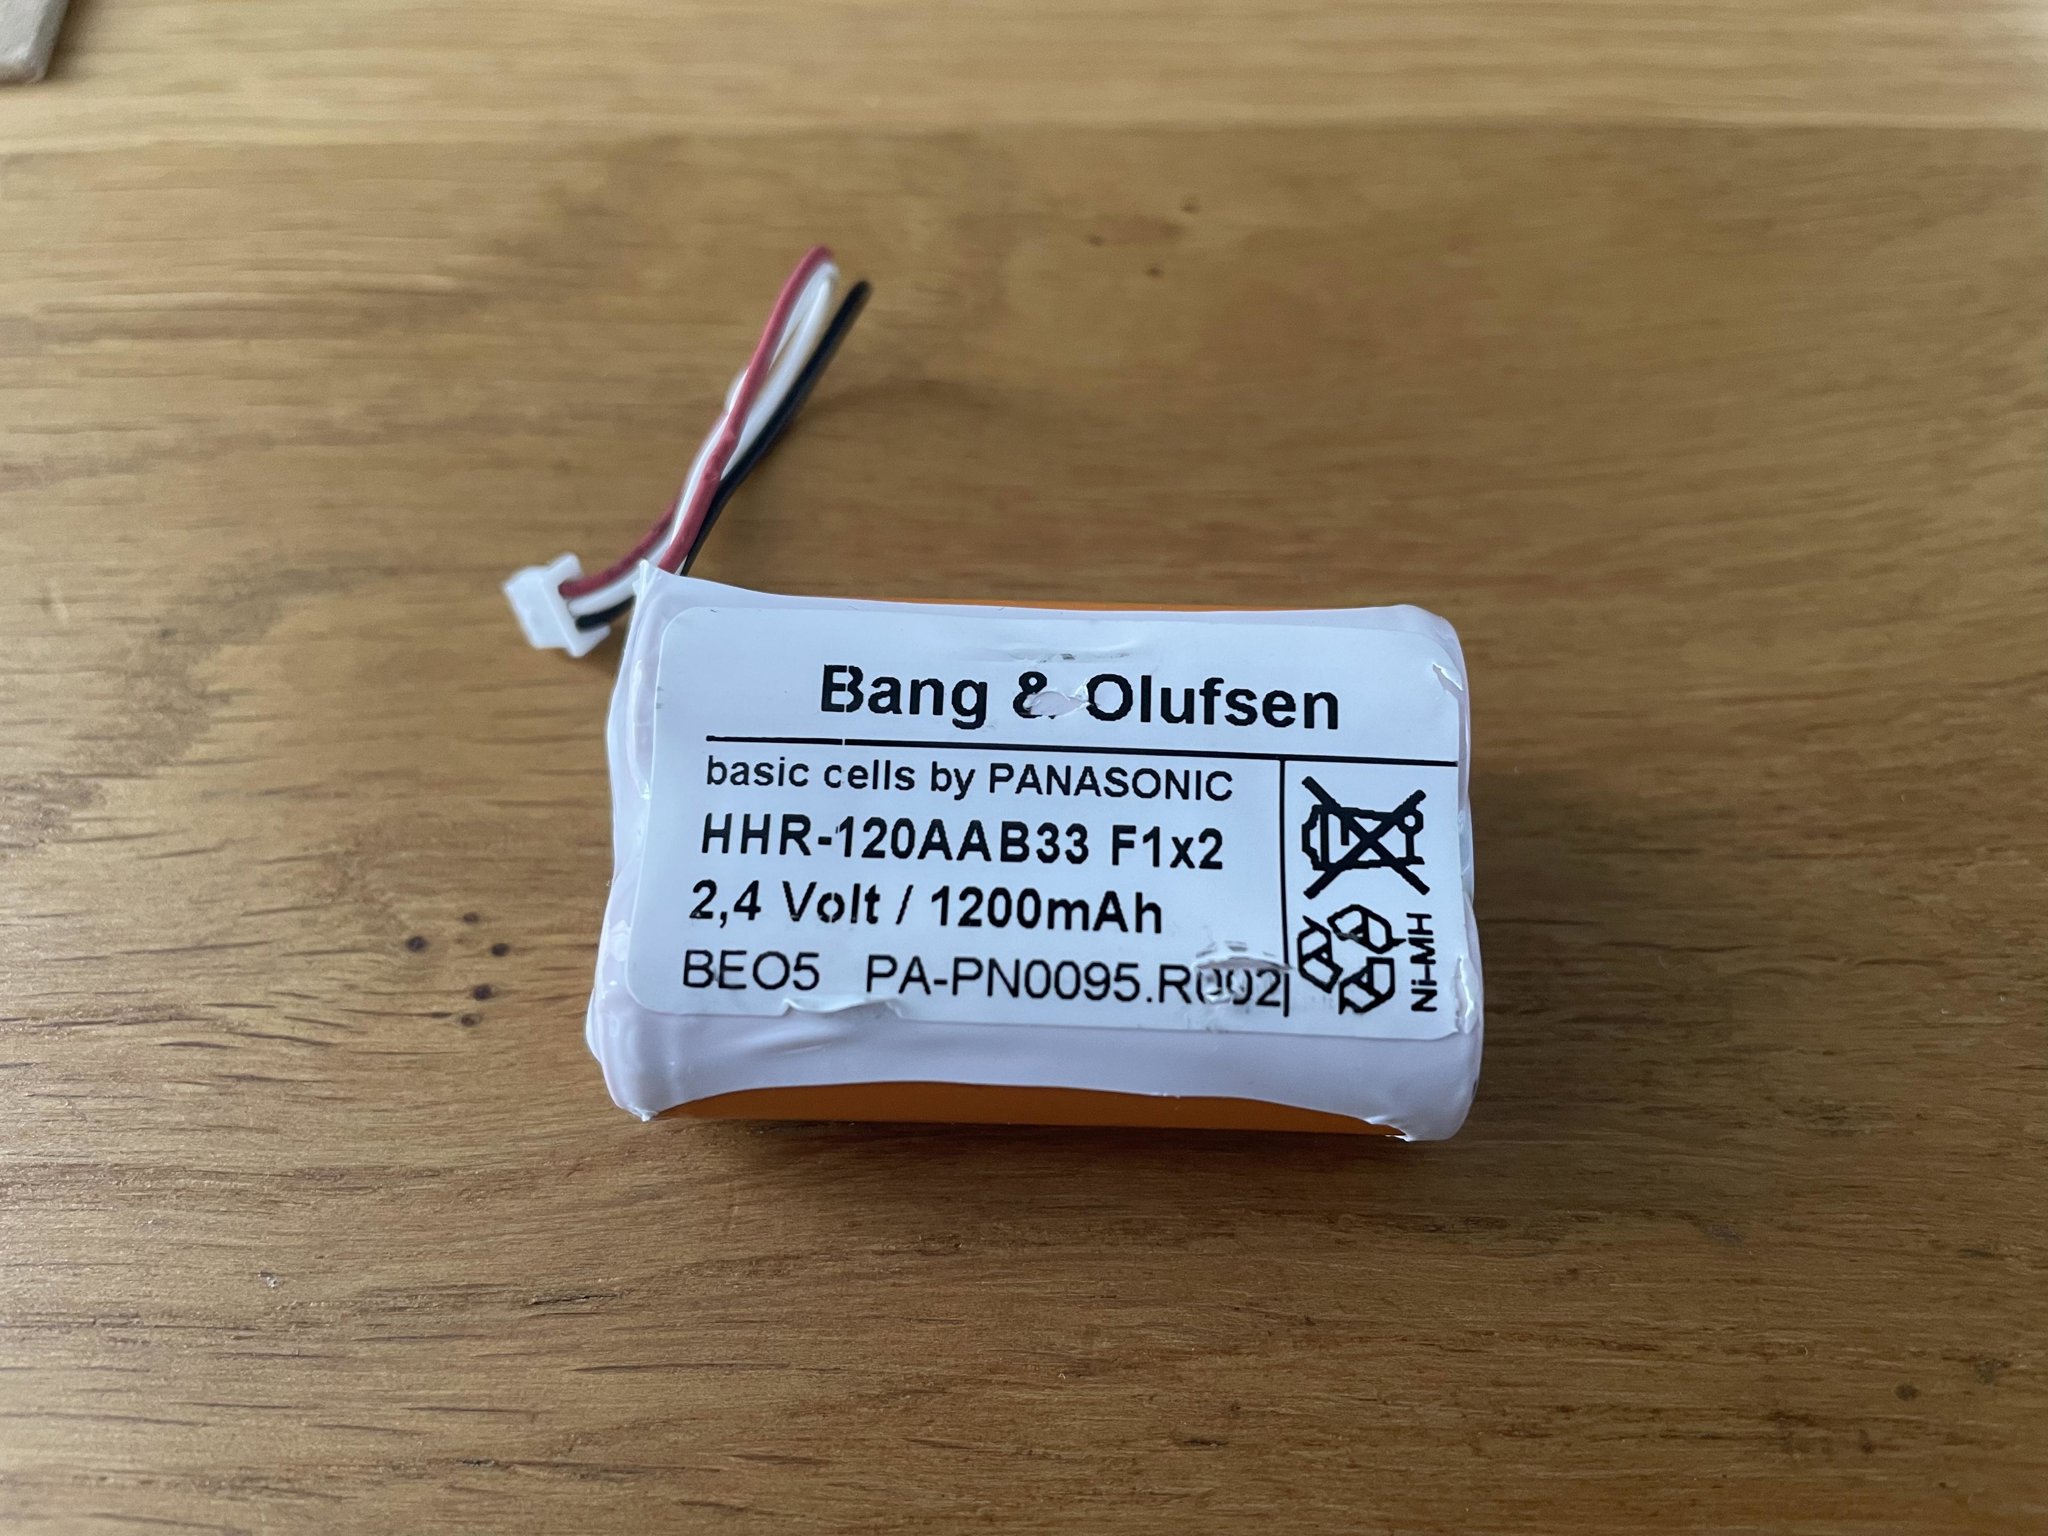 Bang & Olufsen
basic cells by PANASONIC
HHR-120AAB33 F1x2
2,4 Volt / 1200mAh
BEO5 PA-PN0095.R002
Ni-MH